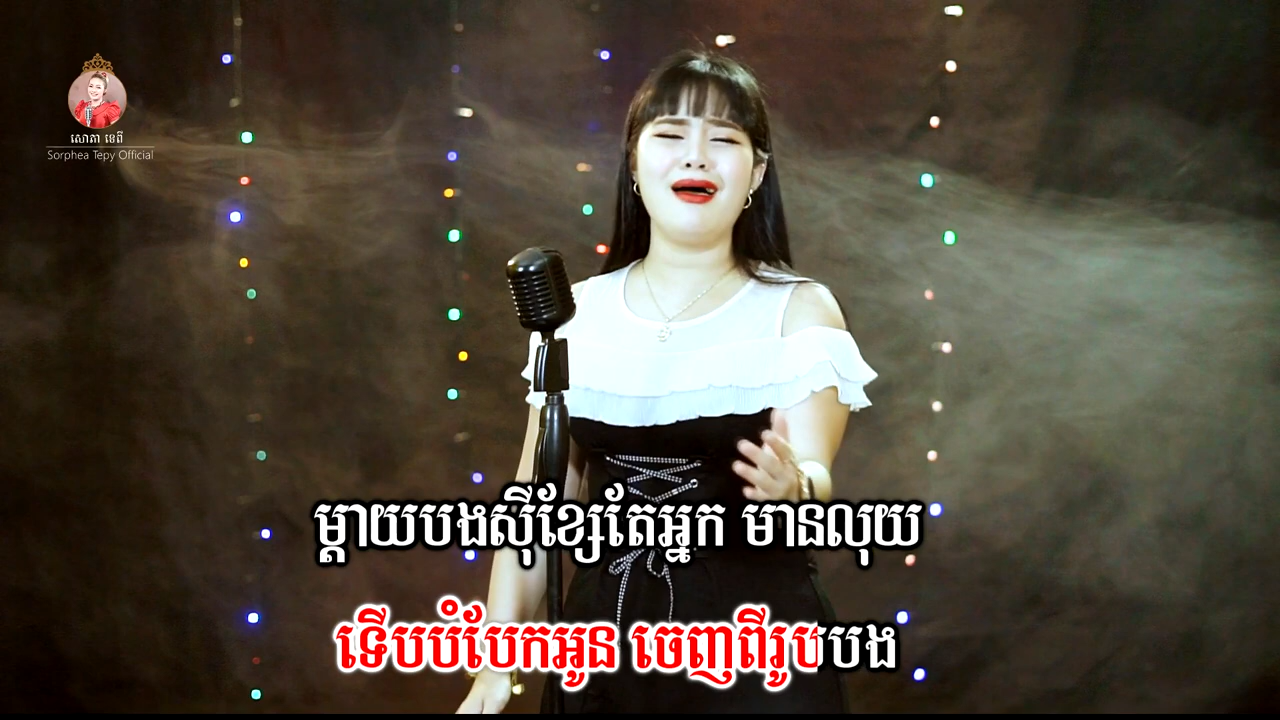 សោភា ទេពី
Sorphea Tepy Official
ម្ដាយបងស៊ីខ្សែតែអ្នក មានលុយ
ទើបបំបែកអូន ចេញពីរូបបង